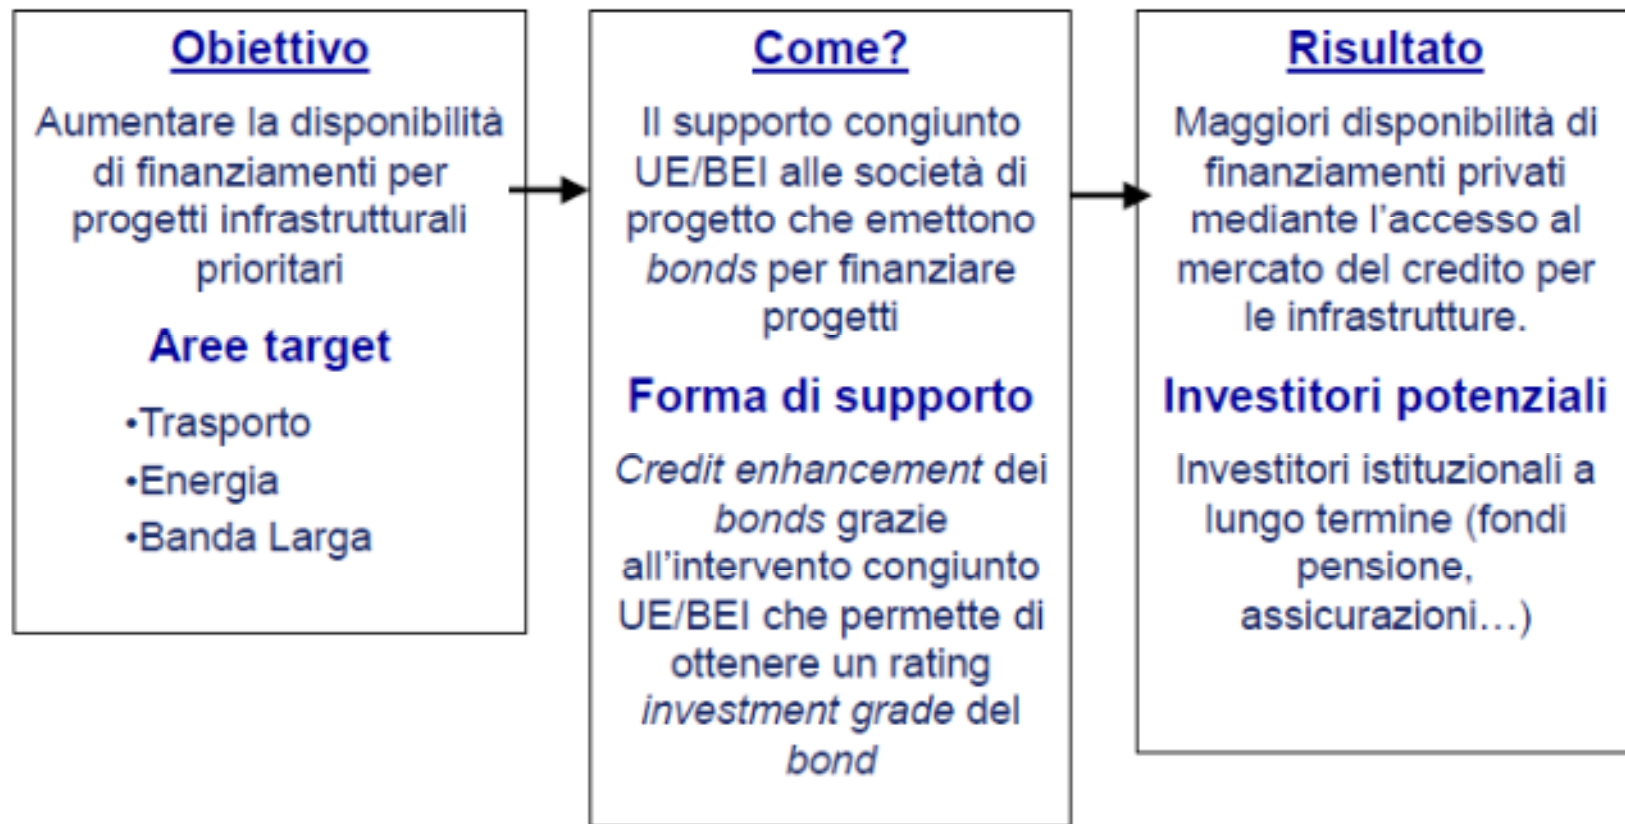 Obiettivo
Aumentare la disponibilità
di finanziamenti per
progetti infrastrutturali
prioritari
Aree target
•Trasporto
•Energia
•Banda Larga
Come?
Il supporto congiunto
UE/BEI alle società di
progetto che emettono
bonds per finanziare
progetti
Forma di supporto
Credit enhancement dei
bonds grazie
all'intervento congiunto
UE/BEI che permette di
ottenere un rating
investment grade del
bond
Risultato
Maggiori disponibilità di
finanziamenti privati
mediante l'accesso al
mercato del credito per
le infrastrutture.
Investitori potenziali
Investitori istituzionali a
lungo termine (fondi
pensione,
assicurazioni…)